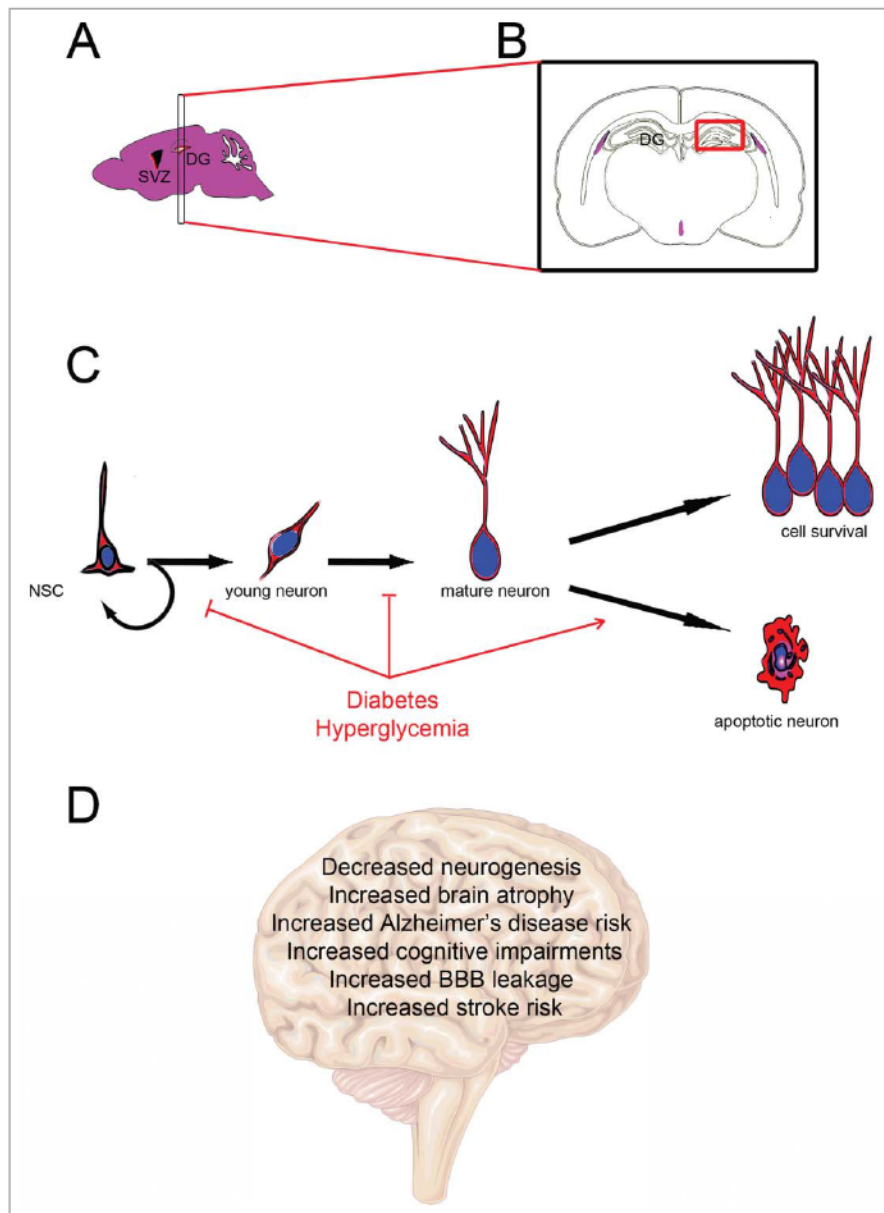 A
B
DG
SVZ
DG
C
cell survival
NSC
young neuron
mature neuron
Diabetes
Hyperglycemia
apoptotic neuron
D
Decreased neurogenesis
Increased brain atrophy
Increased Alzheimer's disease risk
Increased cognitive impairments
Increased BBB leakage
Increased stroke risk